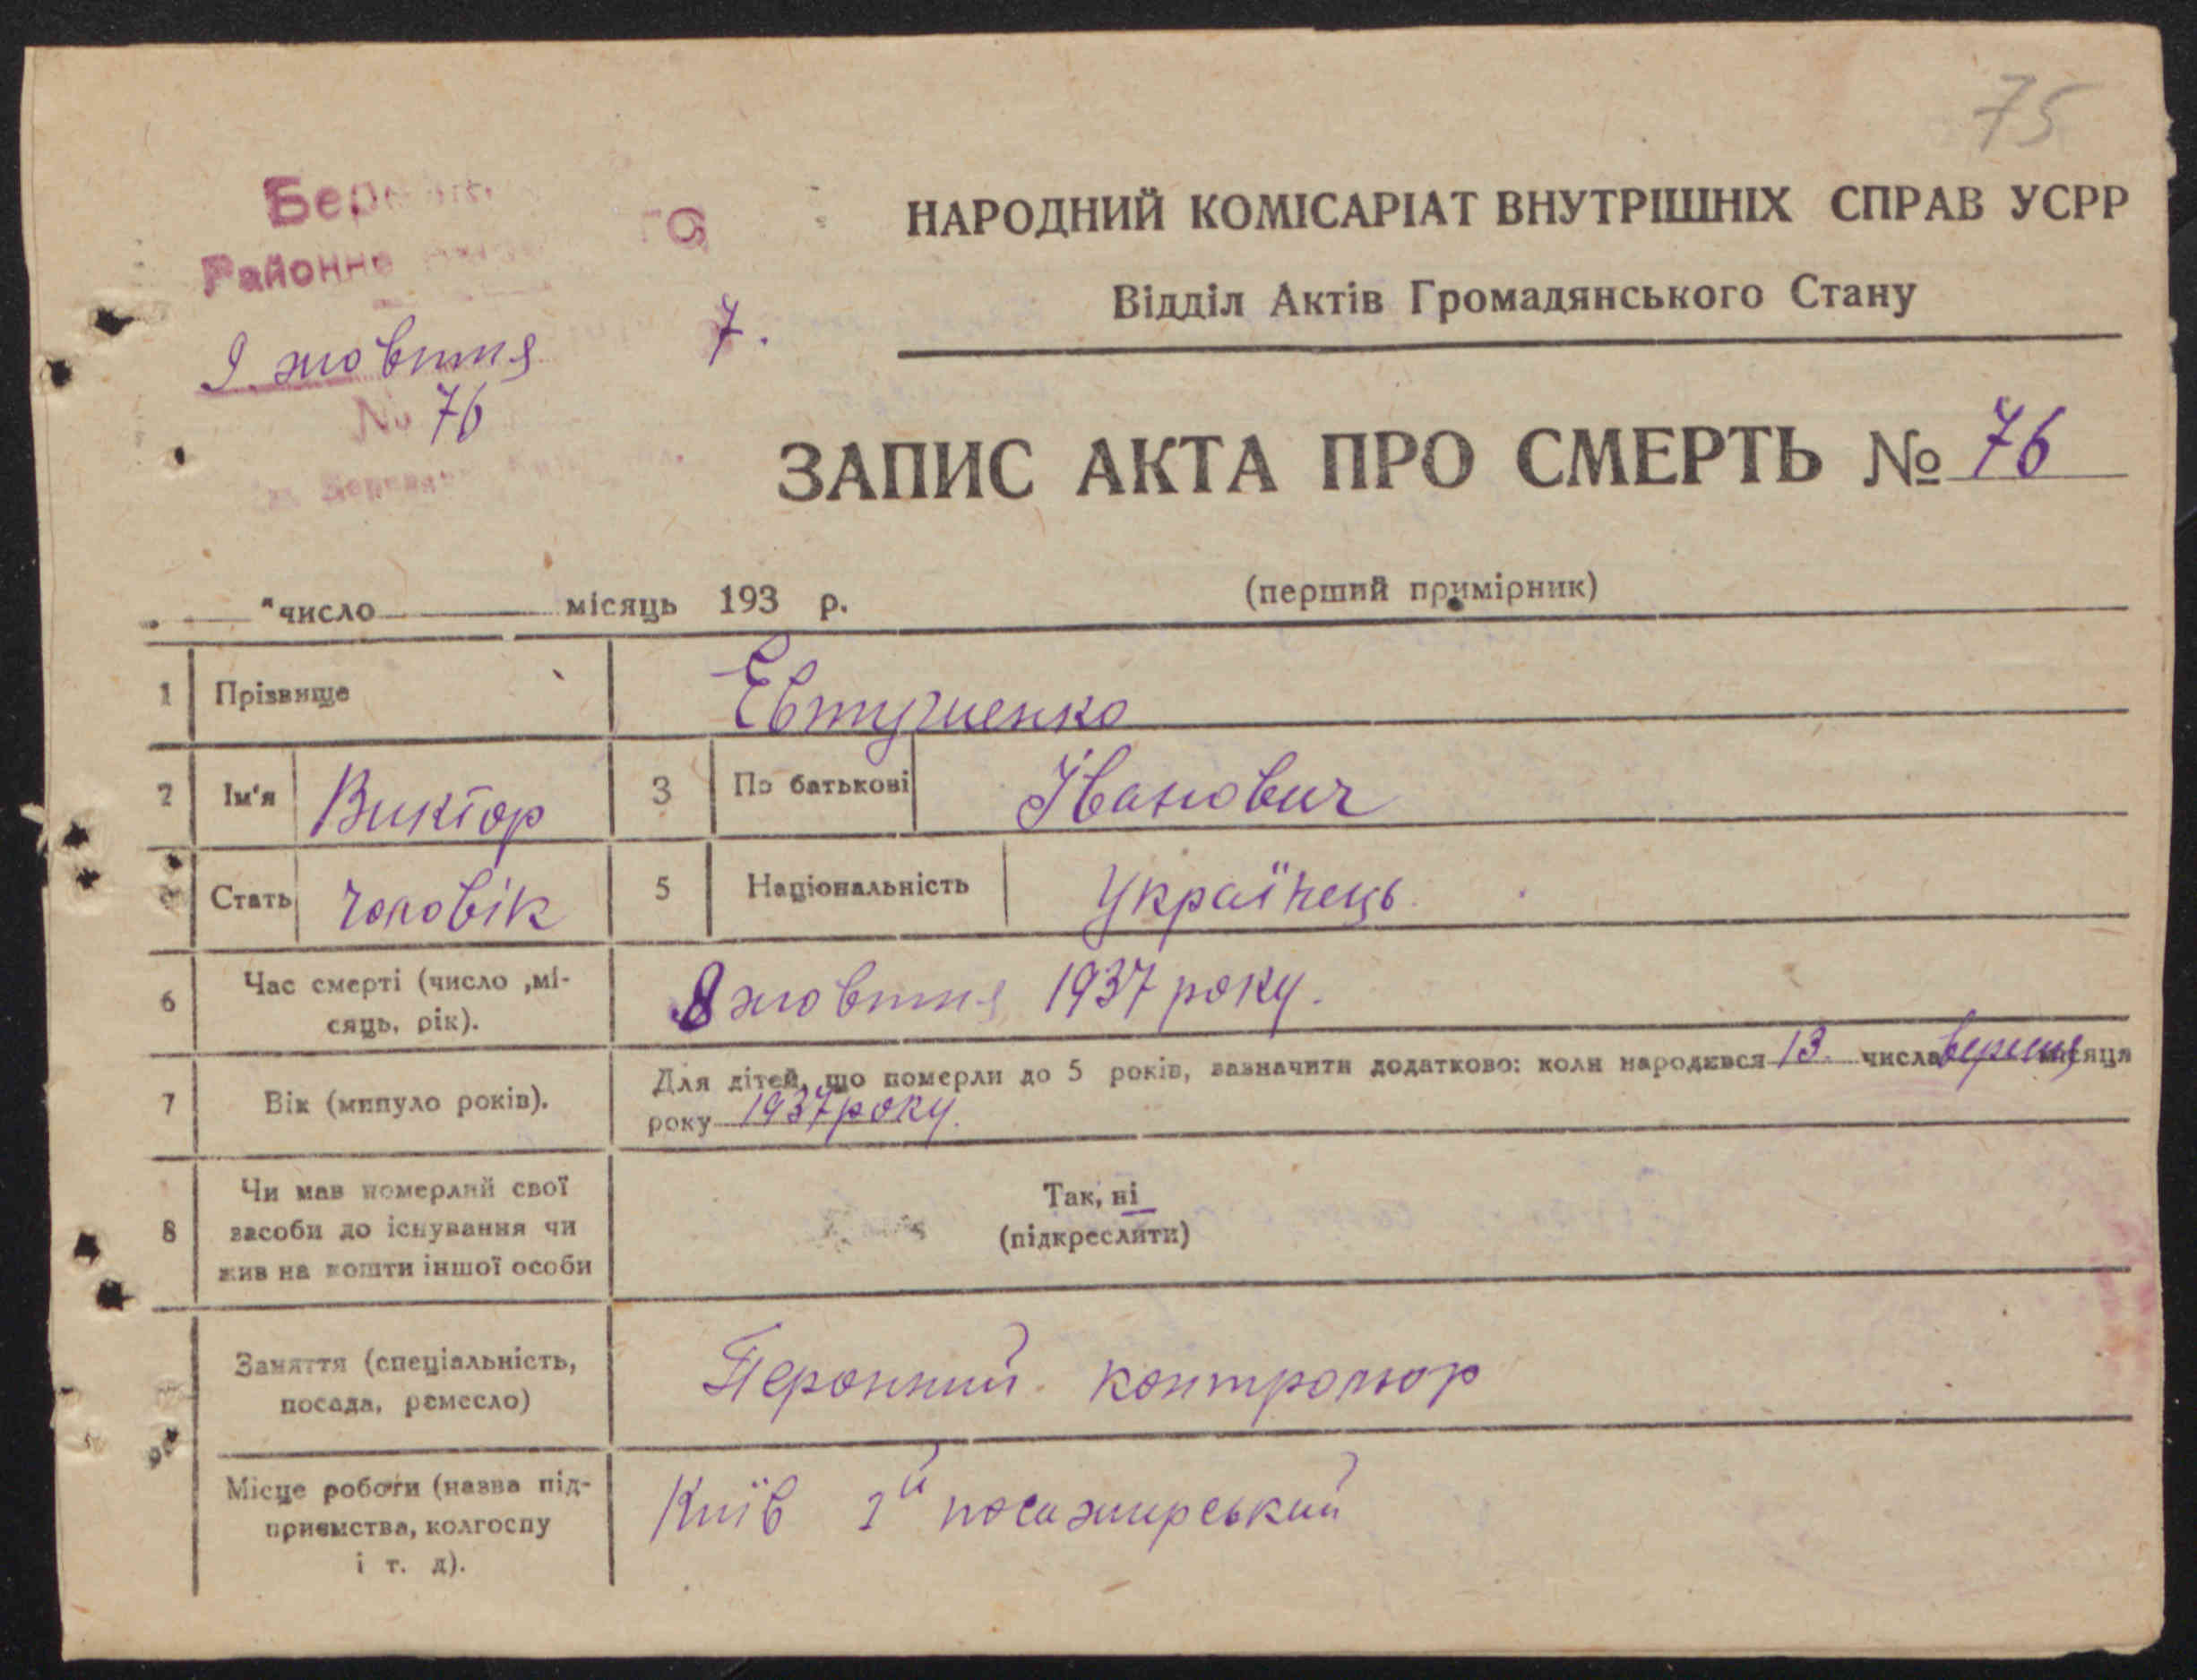 75
Районне
9 жовтня 7.
№ 76
НАРОДНИЙ КОМІСАРІАТ ВНУТРІШНІХ СПРАВ УСРР
Відділ Актів Громадянського Стану
ЗАПИС АКТА ПРО СМЕРТЬ № 76
"число місяць 193 р.
(перший примірник)
1 Прізвище Євтушенко
2 Ім'я Виктор 3 По батькові Іванович
Стать чоловік 5 Національність Українець
6 Час смерті (число ,мі-
сяць, рік).
8 жовтня 1937 року.
7 Вік (минуло років).
Для дітей, що померли до 5 років, зазначити додатково: коли народився 13. числа вересня місяця
року 1937 року.
8 Чи мав померлий свої
засоби до існування чи
жив на кошти іншої особи
Так, ні
(підкреслити)
Заняття (спеціальність,
посада, ремесло)
Перонний контрольор
Місце роботи (назва під-
приємства, колгоспу
і т. д).
Київ 1й пасажирський